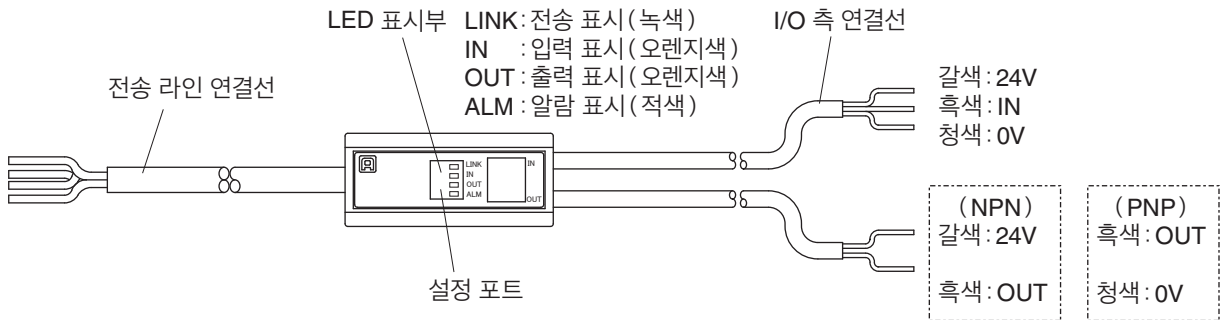 LED 표시부
LINK : 전송 표시 ( 녹색 )
IN : 입력 표시 ( 오렌지색 )
OUT : 출력 표시 ( 오렌지색 )
ALM : 알람 표시 ( 적색 )
I/O 측 연결선
전송 라인 연결선
갈색 : 24V
흑색 : IN
청색 : 0V
LINK
IN
OUT
ALM
IN
OUT
설정 포트
( NPN )
갈색 : 24V
흑색 : OUT
( PNP )
흑색 : OUT
청색 : 0V